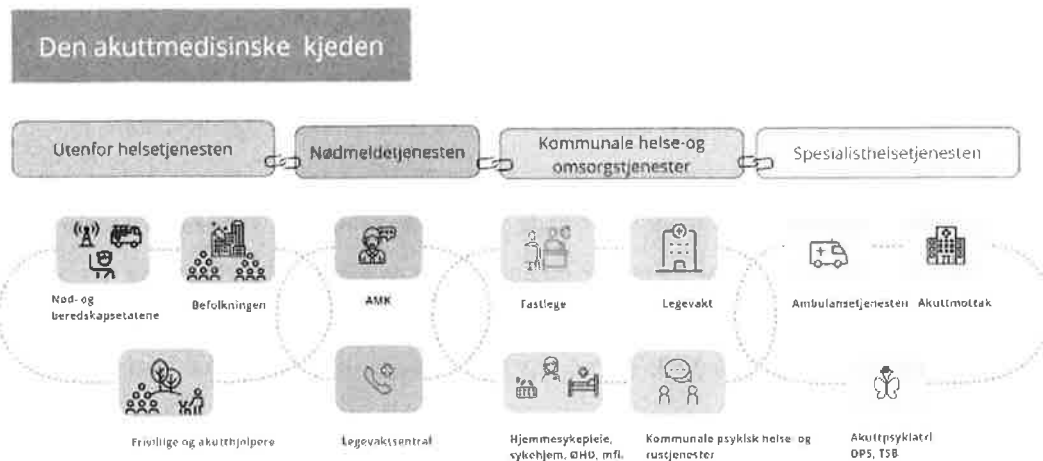 Den akuttmedisinske kjeden
Utenfor helsetjenesten
Nødmeldetjenesten
Kommunale helse-og
omsorgstjenester
Spesialisthelsetjenesten
Nød- og
beredskapsetatene
Befolkningen
AMK
Fastlege
Legevakt
Ambulansetjenesten
Akuttmottak
Frivillige og akutthjelpere
Legevaktsentral
Hjemmesykepleie,
sykehjem, ØHD, mfl.
Kommunale psykisk helse- og
rustjenester
Akuttpsykiatri
DPS, TSB